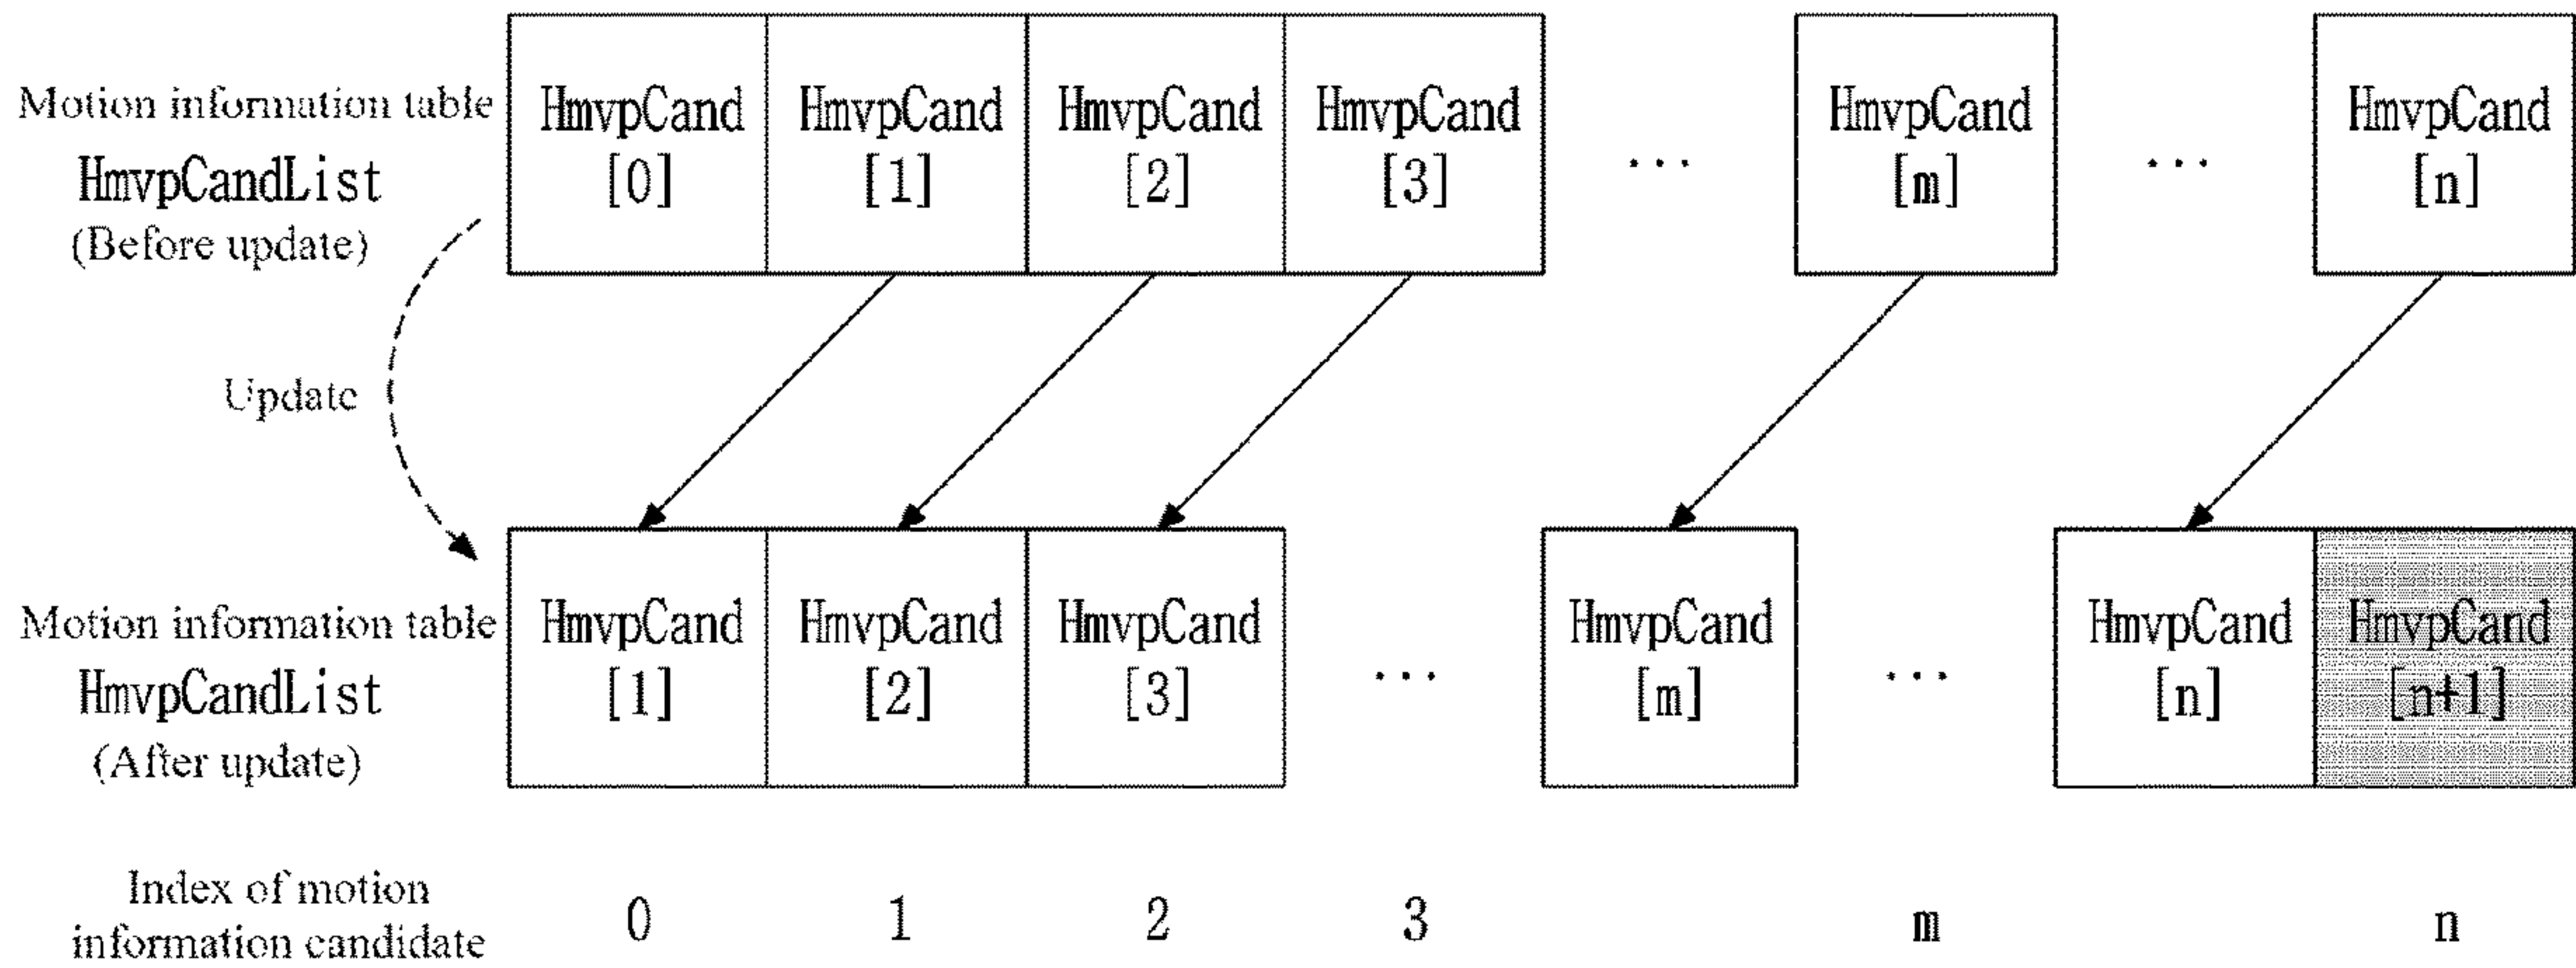 Motion information table
HmvpCandList
(Before update)
HmvpCand
[0]
HmvpCand
[1]
HmvpCand
[2]
HmvpCand
[3]
...
HmvpCand
[m]
...
HmvpCand
[n]
Update
Motion information table
HmvpCandList
(After update)
HmvpCand
[1]
HmvpCand
[2]
HmvpCand
[3]
...
HmvpCand
[m]
...
HmvpCand
[n]
HmvpCand
[n+1]
Index of motion
information candidate
0
1
2
3
m
n